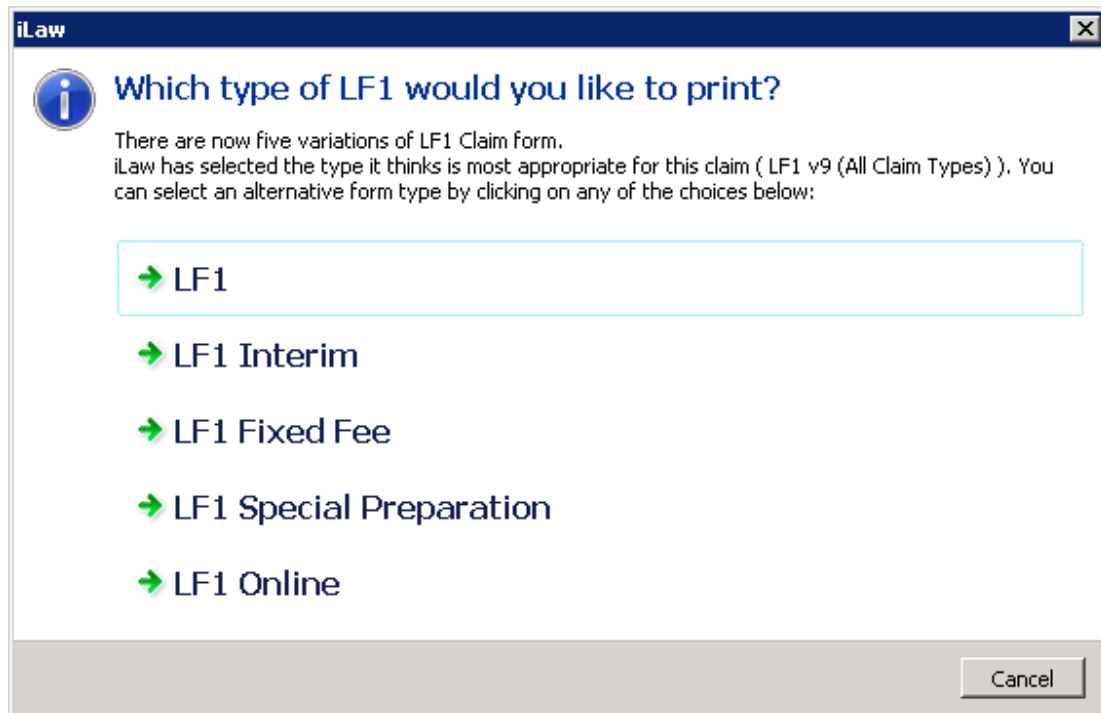 iLaw
Which type of LF1 would you like to print?
There are now five variations of LF1 Claim form.
iLaw has selected the type it thinks is most appropriate for this claim ( LF1 v9 (All Claim Types) ). You
can select an alternative form type by clicking on any of the choices below:
LF1
LF1 Interim
LF1 Fixed Fee
LF1 Special Preparation
LF1 Online
Cancel